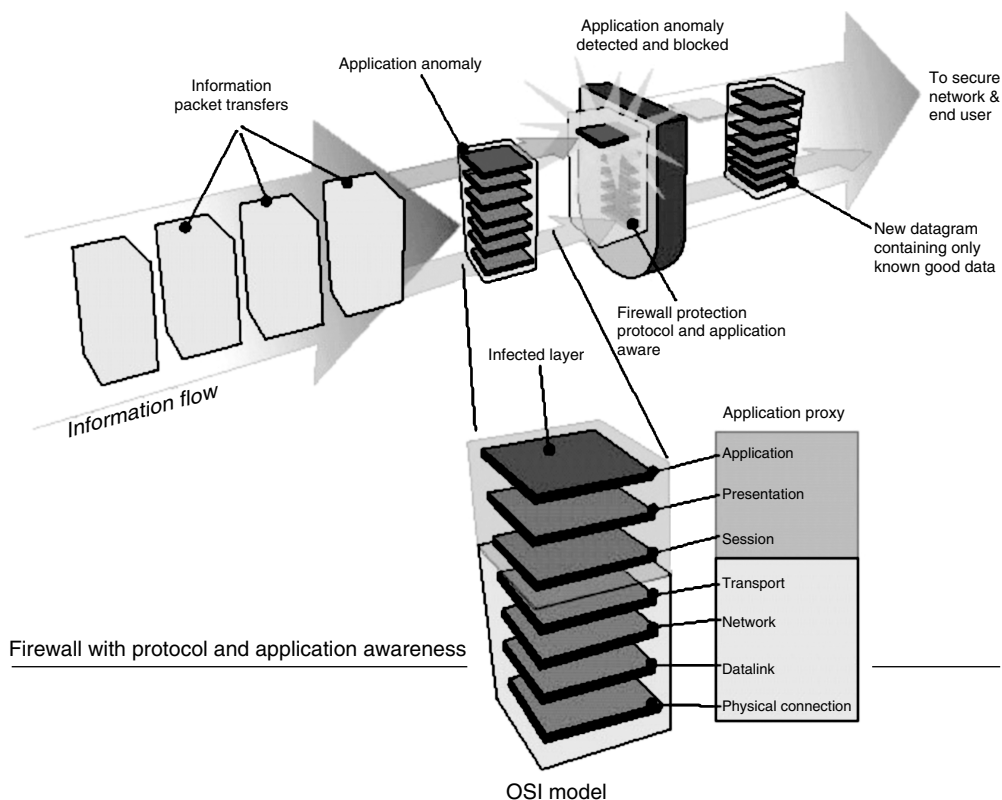 Application anomaly
detected and blocked
Application anomaly
Information
packet transfers
To secure
network &
end user
New datagram
containing only
known good data
Firewall protection
protocol and application
aware
Infected layer
Information flow
Application proxy
Application
Presentation
Session
Transport
Network
Datalink
Physical connection
Firewall with protocol and application awareness
OSI model